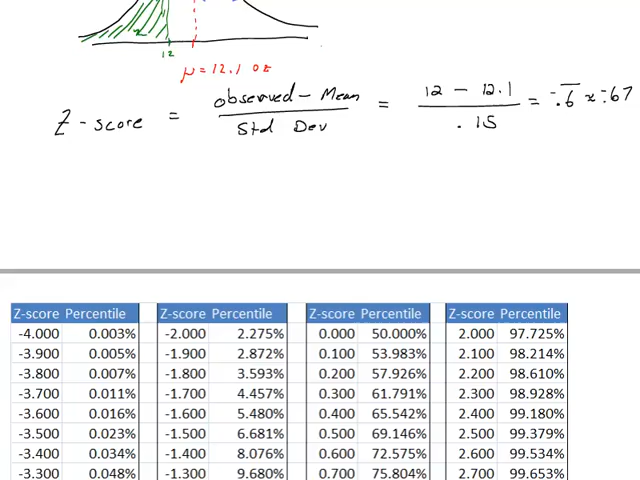 12
μ = 12.1 oz
Z-score = observed - Mean / Std Dev = 12 - 12.1 / .15 = -.6̅ ≈ -.67
Z-score Percentile Z-score Percentile Z-score Percentile Z-score Percentile
-4.000 0.003% -2.000 2.275% 0.000 50.000% 2.000 97.725%
-3.900 0.005% -1.900 2.872% 0.100 53.983% 2.100 98.214%
-3.800 0.007% -1.800 3.593% 0.200 57.926% 2.200 98.610%
-3.700 0.011% -1.700 4.457% 0.300 61.791% 2.300 98.928%
-3.600 0.016% -1.600 5.480% 0.400 65.542% 2.400 99.180%
-3.500 0.023% -1.500 6.681% 0.500 69.146% 2.500 99.379%
-3.400 0.034% -1.400 8.076% 0.600 72.575% 2.600 99.534%
-3.300 0.048% -1.300 9.680% 0.700 75.804% 2.700 99.653%